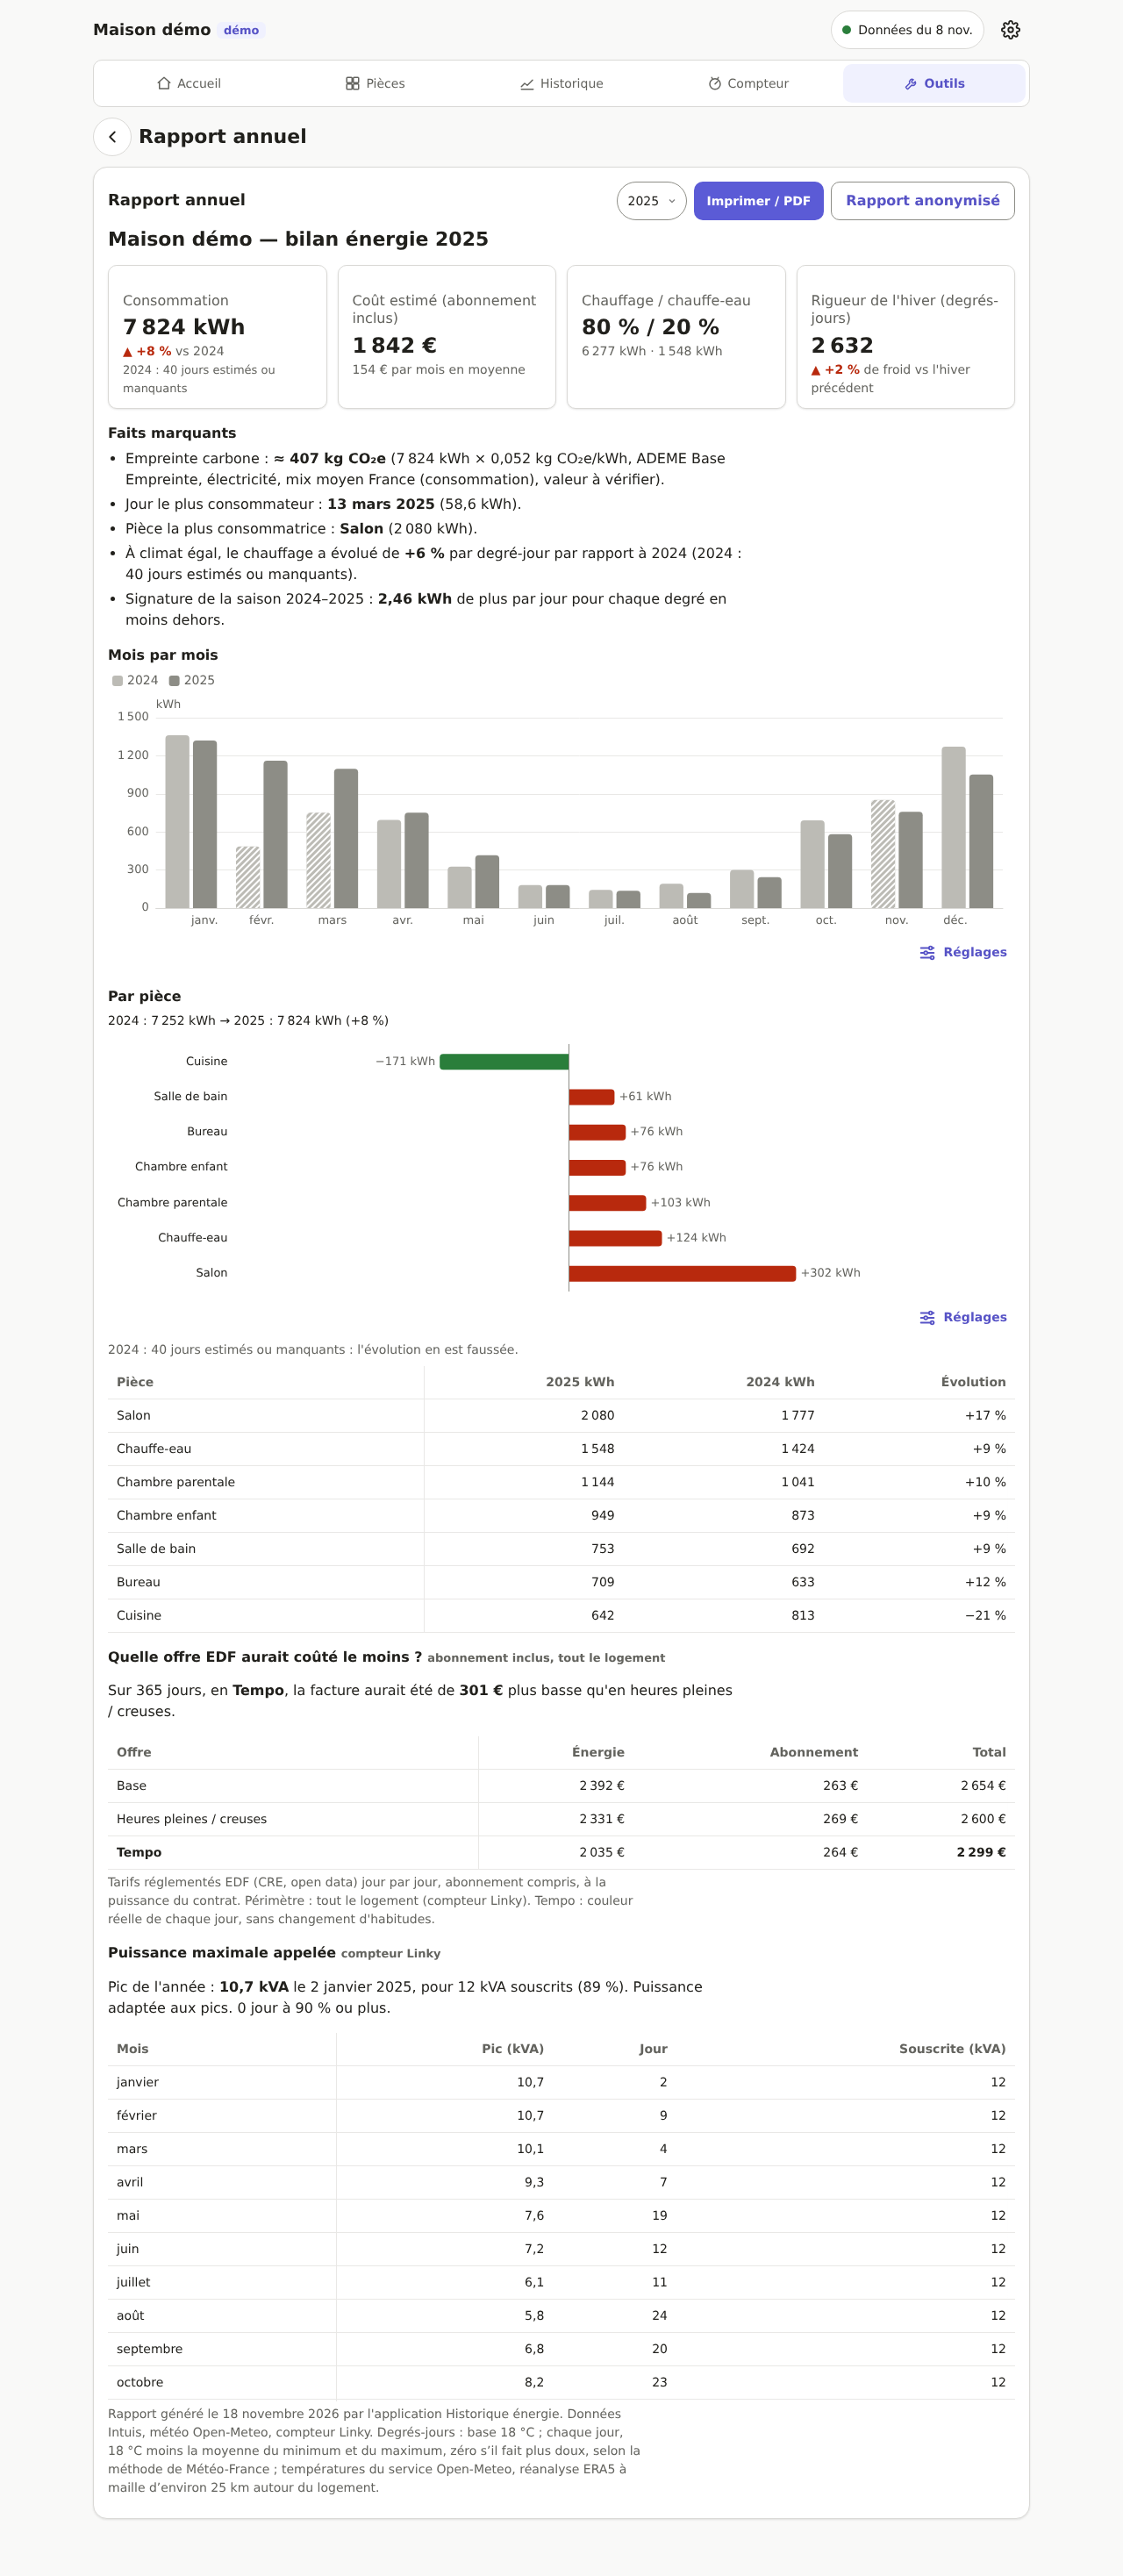 Maison démo démo
Données du 8 nov.
Accueil
Pièces
Historique
Compteur
Outils
Rapport annuel
Rapport annuel
2025
Imprimer / PDF
Rapport anonymisé
Maison démo — bilan énergie 2025
Consommation
7 824 kWh
▲ +8 % vs 2024
2024 : 40 jours estimés ou
manquants
Coût estimé (abonnement
inclus)
1 842 €
154 € par mois en moyenne
Chauffage / chauffe-eau
80 % / 20 %
6 277 kWh · 1 548 kWh
Rigueur de l'hiver (degrés-
jours)
2 632
▲ +2 % de froid vs l'hiver
précédent
Faits marquants
• Empreinte carbone : ≈ 407 kg CO₂e (7 824 kWh × 0,052 kg CO₂e/kWh, ADEME Base
Empreinte, électricité, mix moyen France (consommation), valeur à vérifier).
• Jour le plus consommateur : 13 mars 2025 (58,6 kWh).
• Pièce la plus consommatrice : Salon (2 080 kWh).
• À climat égal, le chauffage a évolué de +6 % par degré-jour par rapport à 2024 (2024 :
40 jours estimés ou manquants).
• Signature de la saison 2024–2025 : 2,46 kWh de plus par jour pour chaque degré en
moins dehors.
Mois par mois
2024 2025
kWh
1 500
1 200
900
600
300
0
janv. févr. mars avr. mai juin juil. août sept. oct. nov. déc.
Réglages
Par pièce
2024 : 7 252 kWh → 2025 : 7 824 kWh (+8 %)
Cuisine −171 kWh
Salle de bain +61 kWh
Bureau +76 kWh
Chambre enfant +76 kWh
Chambre parentale +103 kWh
Chauffe-eau +124 kWh
Salon +302 kWh
Réglages
2024 : 40 jours estimés ou manquants : l'évolution en est faussée.
Pièce 2025 kWh 2024 kWh Évolution
Salon 2 080 1 777 +17 %
Chauffe-eau 1 548 1 424 +9 %
Chambre parentale 1 144 1 041 +10 %
Chambre enfant 949 873 +9 %
Salle de bain 753 692 +9 %
Bureau 709 633 +12 %
Cuisine 642 813 −21 %
Quelle offre EDF aurait coûté le moins ? abonnement inclus, tout le logement
Sur 365 jours, en Tempo, la facture aurait été de 301 € plus basse qu'en heures pleines
/ creuses.
Offre Énergie Abonnement Total
Base 2 392 € 263 € 2 654 €
Heures pleines / creuses 2 331 € 269 € 2 600 €
Tempo 2 035 € 264 € 2 299 €
Tarifs réglementés EDF (CRE, open data) jour par jour, abonnement compris, à la
puissance du contrat. Périmètre : tout le logement (compteur Linky). Tempo : couleur
réelle de chaque jour, sans changement d'habitudes.
Puissance maximale appelée compteur Linky
Pic de l'année : 10,7 kVA le 2 janvier 2025, pour 12 kVA souscrits (89 %). Puissance
adaptée aux pics. 0 jour à 90 % ou plus.
Mois Pic (kVA) Jour Souscrite (kVA)
janvier 10,7 2 12
février 10,7 9 12
mars 10,1 4 12
avril 9,3 7 12
mai 7,6 19 12
juin 7,2 12 12
juillet 6,1 11 12
août 5,8 24 12
septembre 6,8 20 12
octobre 8,2 23 12
Rapport généré le 18 novembre 2026 par l'application Historique énergie. Données
Intuis, météo Open-Meteo, compteur Linky. Degrés-jours : base 18 °C ; chaque jour,
18 °C moins la moyenne du minimum et du maximum, zéro s’il fait plus doux, selon la
méthode de Météo-France ; températures du service Open-Meteo, réanalyse ERA5 à
maille d’environ 25 km autour du logement.